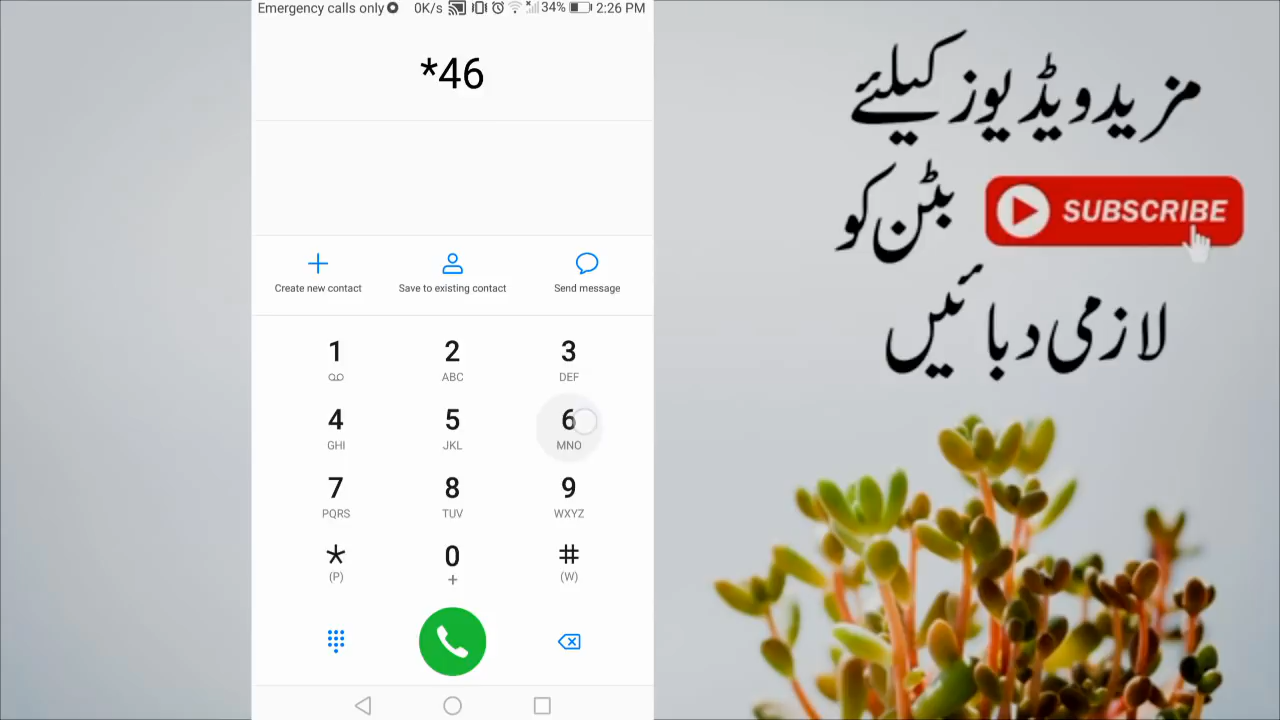 Emergency calls only 0K/s 34% 2:26 PM
*46
Create new contact Save to existing contact Send message
1 2 3
ABC DEF
4 5 6
GHI JKL MNO
7 8 9
PQRS TUV WXYZ
* 0 #
(P) + (W)
مزید ویڈیوز کیلئے
SUBSCRIBE بٹن کو
لازمی دبائیں